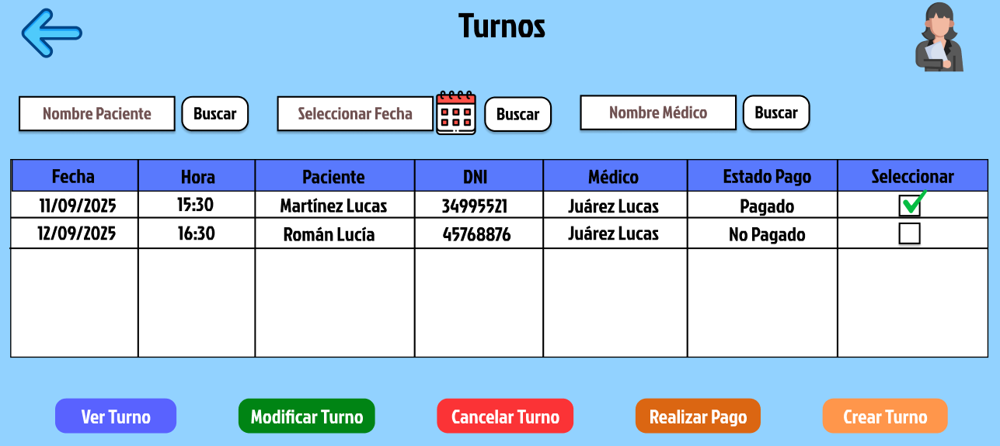 Turnos
Nombre Paciente Buscar Seleccionar Fecha Buscar Nombre Médico Buscar
Fecha Hora Paciente DNI Médico Estado Pago Seleccionar
11/09/2025 15:30 Martínez Lucas 34995521 Juárez Lucas Pagado
12/09/2025 16:30 Román Lucía 45768876 Juárez Lucas No Pagado
Ver Turno Modificar Turno Cancelar Turno Realizar Pago Crear Turno